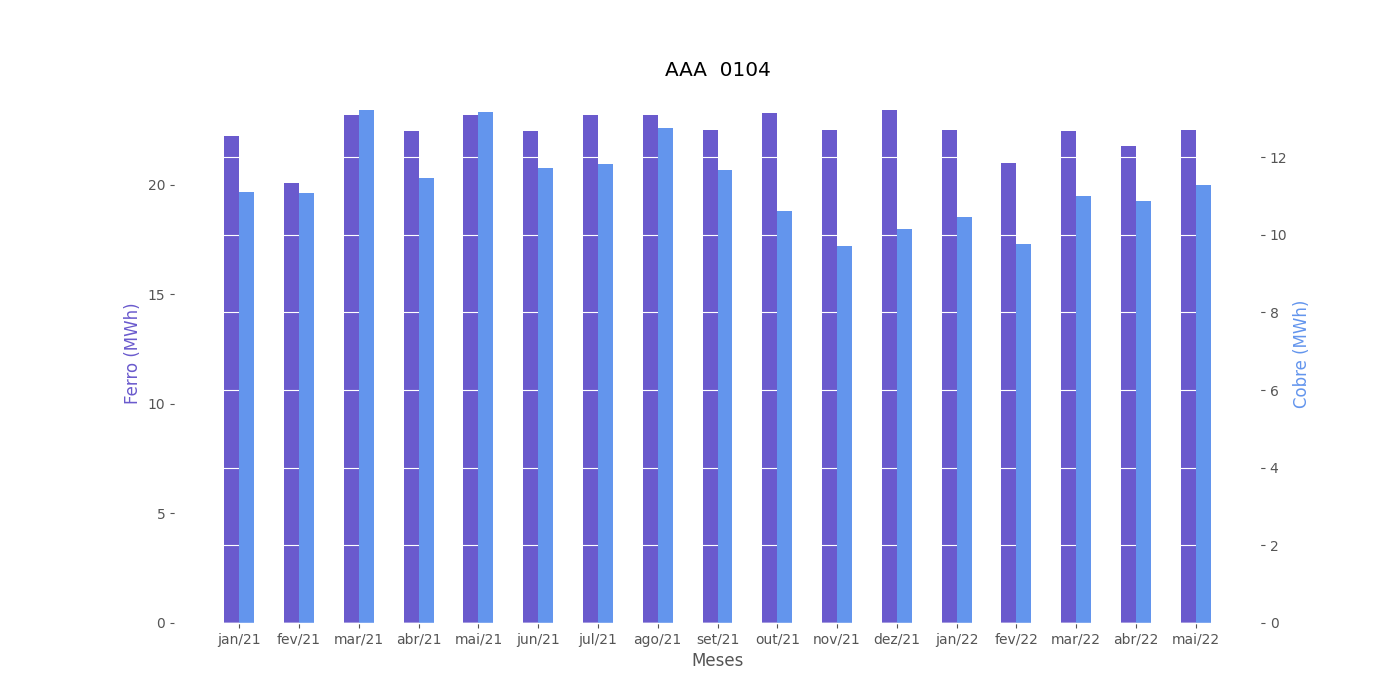 AAA  0104
Ferro (MWh)
20
15
10
5
0
12
10
8
6
4
2
0
Cobre (MWh)
jan/21 fev/21 mar/21 abr/21 mai/21 jun/21 jul/21 ago/21 set/21 out/21 nov/21 dez/21 jan/22 fev/22 mar/22 abr/22 mai/22
Meses